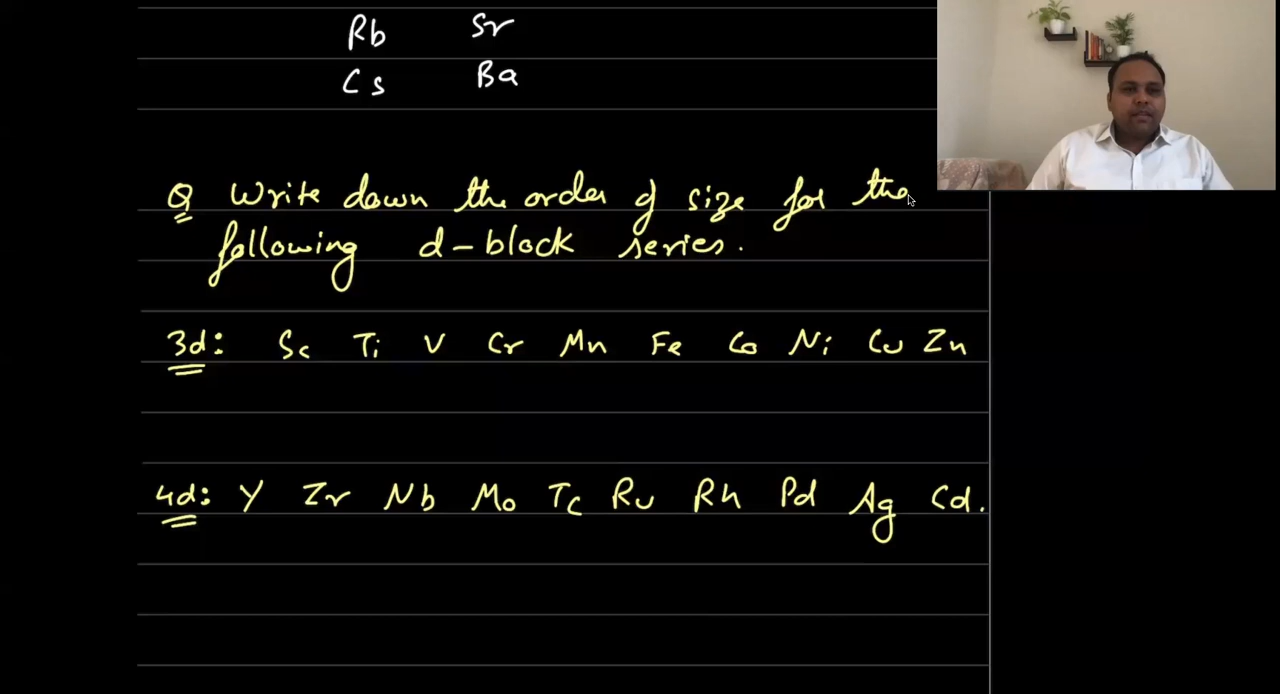 Rb Sr
Cs Ba
Q Write down the order of size for the
following d-block series.
3d: Sc Ti V Cr Mn Fe Co Ni Cu Zn
4d: Y Zr Nb Mo Tc Ru Rh Pd Ag Cd.